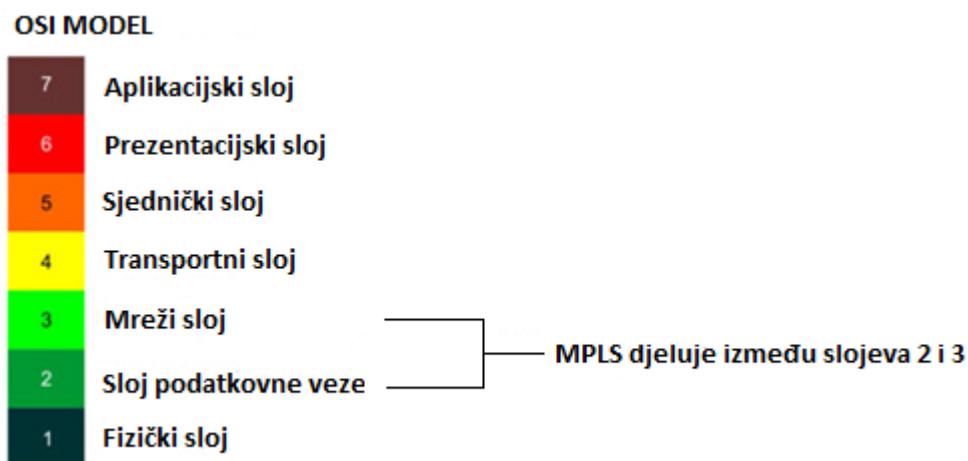 OSI MODEL
7 Aplikacijski sloj
6 Prezentacijski sloj
5 Sjednički sloj
4 Transportni sloj
3 Mreži sloj
MPLS djeluje između slojeva 2 i 3
2 Sloj podatkovne veze
1 Fizički sloj